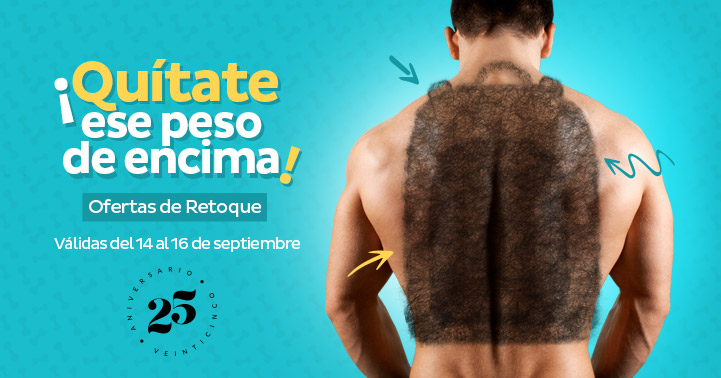 ¡Quítate
ese peso
de encima!
Ofertas de Retoque
Válidas del 14 al 16 de septiembre
ANIVERSARIO
25
VEINTICINCO